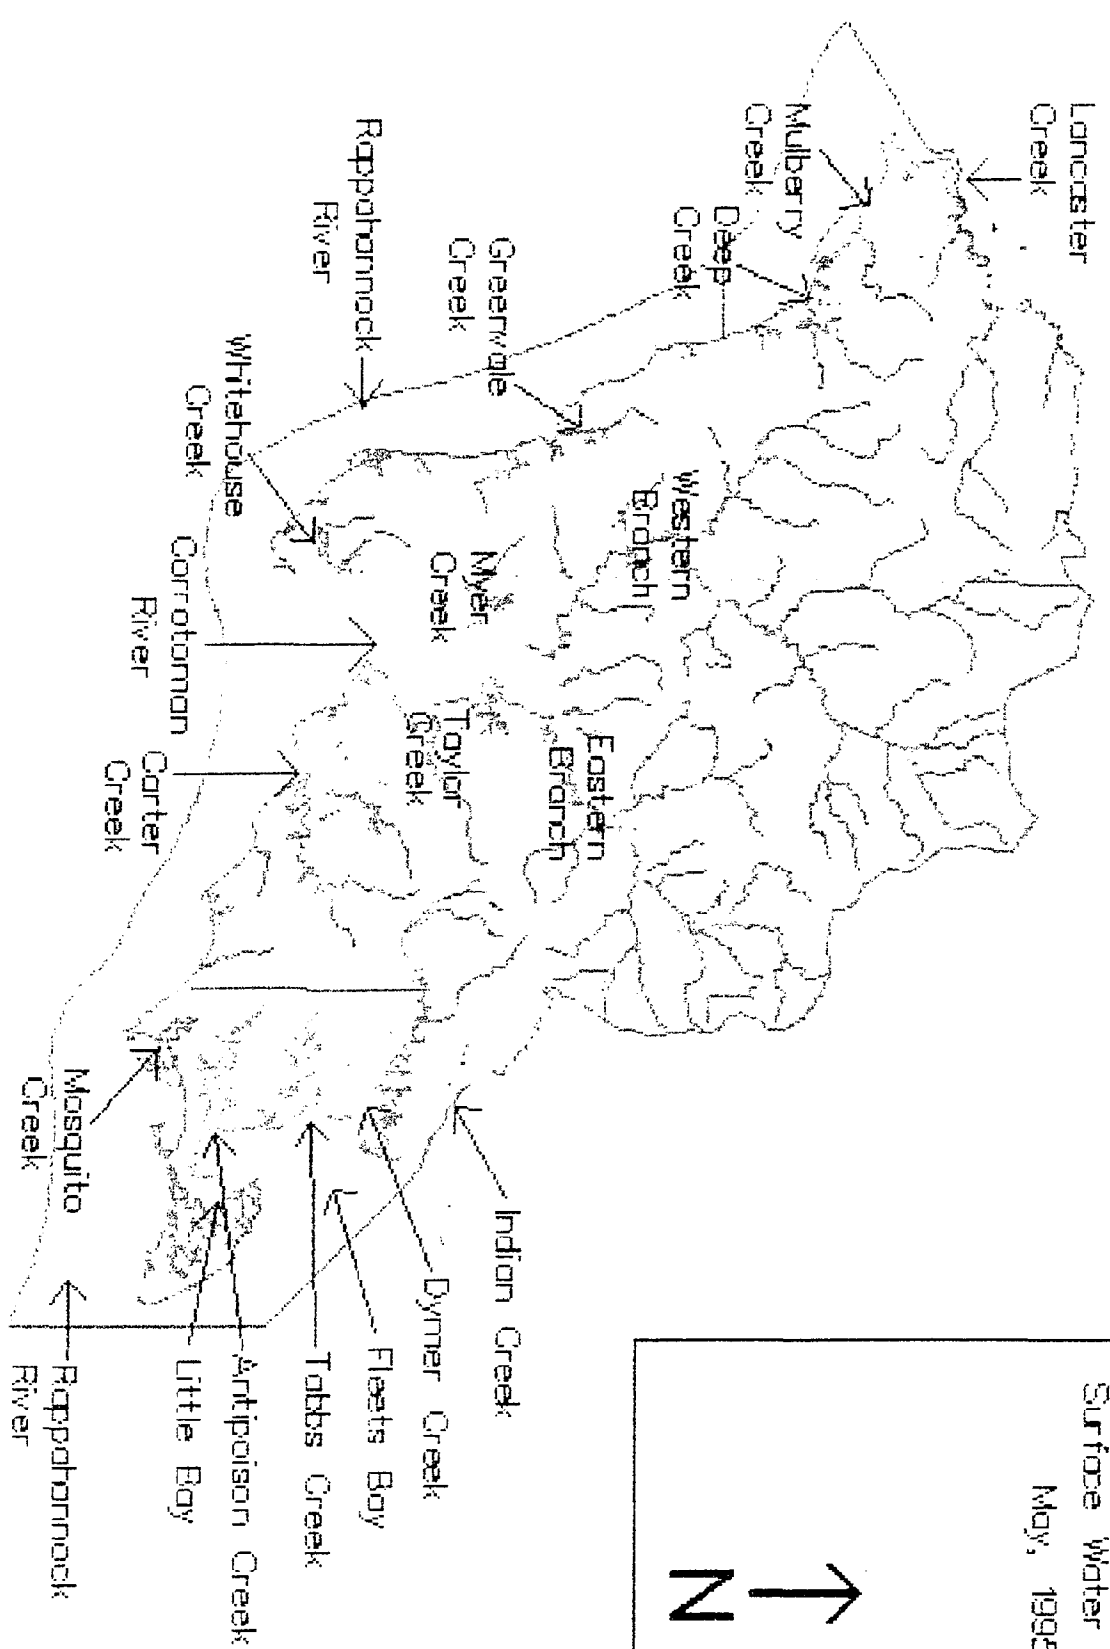 Surface Water
May, 1995
N
Lancaster
Creek
Mulberry
Creek
Deep
Creek
Greenvale
Creek
Rappahannock
River
Whitehouse
Creek
Western
Branch
Myer
Creek
Corrotoman
River
Taylor
Creek
Eastern
Branch
Carter
Creek
Mosquito
Creek
Indian Creek
Dymer Creek
Fleets Bay
Tabbs Creek
Antipoison Creek
Little Bay
Rappahannock
River